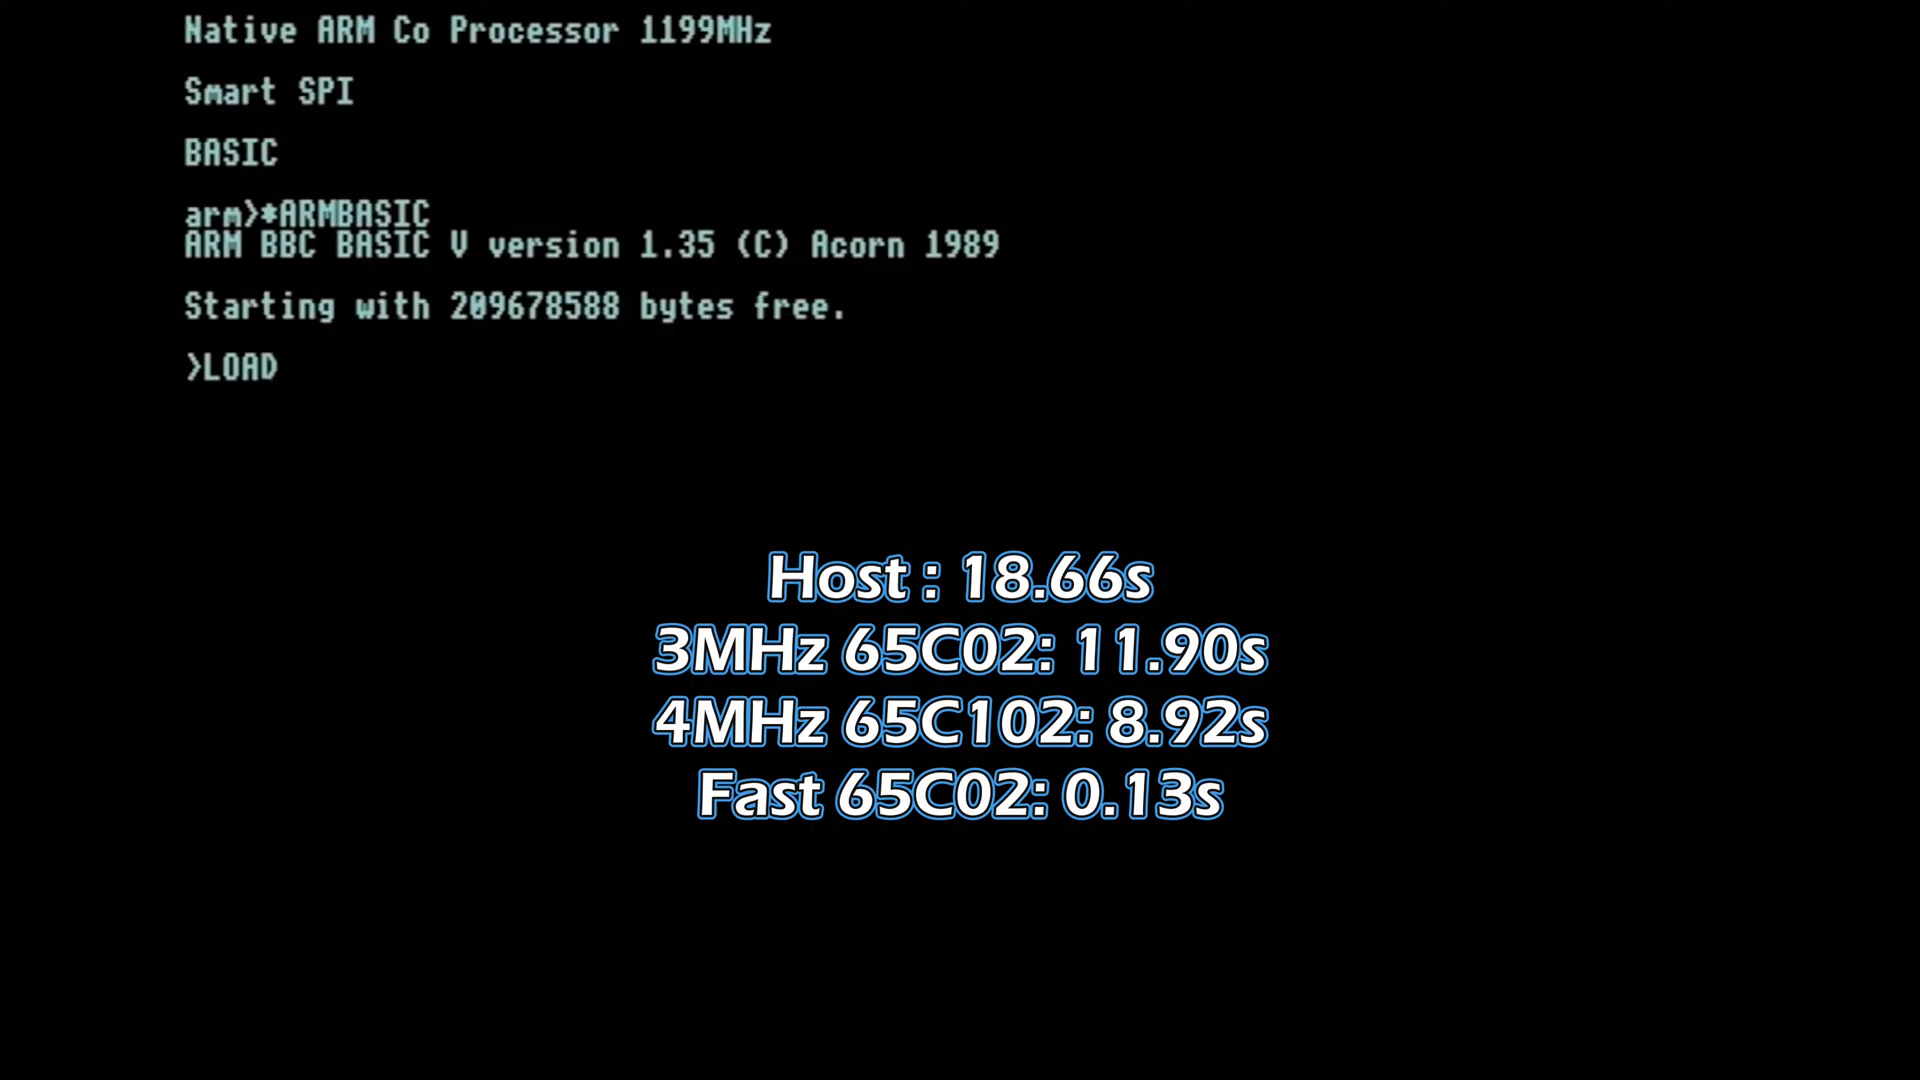 Native ARM Co Processor 1199MHz
Smart SPI
BASIC
arm>*ARMBASIC
ARM BBC BASIC V version 1.35 (C) Acorn 1989
Starting with 209678588 bytes free.
>LOAD
Host : 18.66s
3MHz 65C02: 11.90s
4MHz 65C102: 8.92s
Fast 65C02: 0.13s